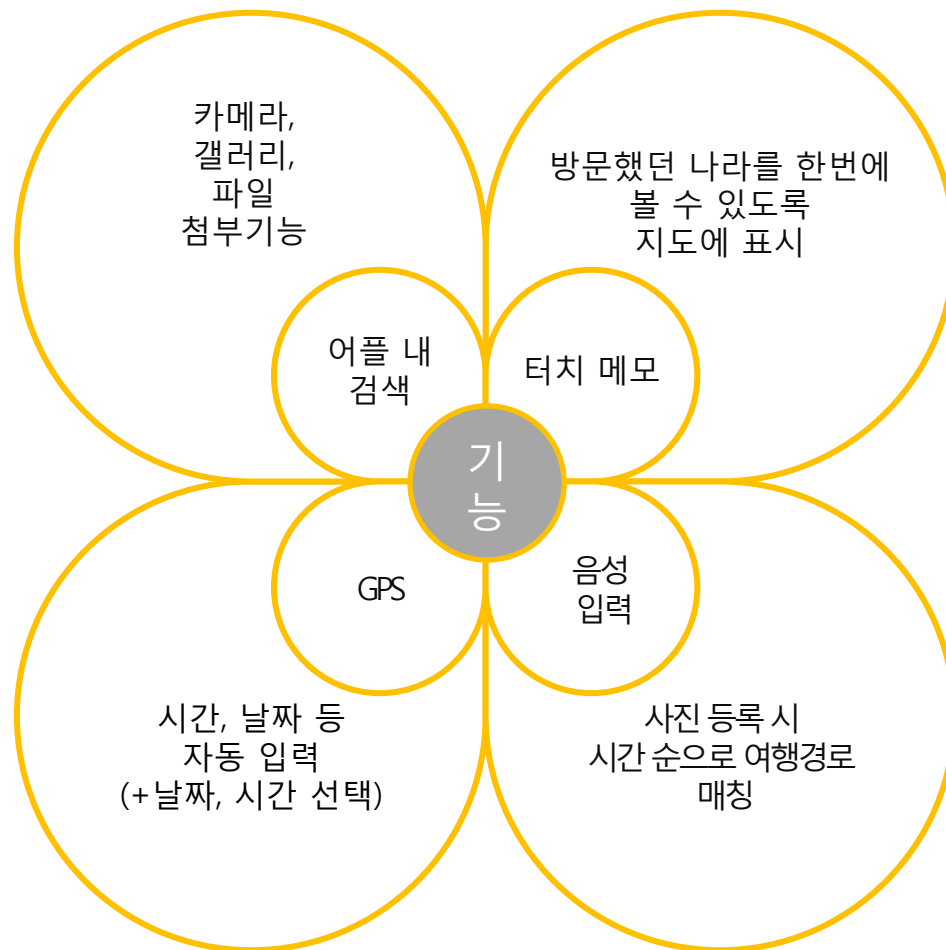 카메라,
갤러리,
파일
첨부기능
방문했던 나라를 한번에
볼 수 있도록
지도에 표시
어플 내
검색
터치 메모
기
능
GPS
음성
입력
시간, 날짜 등
자동 입력
(+날짜, 시간 선택)
사진 등록 시
시간 순으로 여행경로
매칭